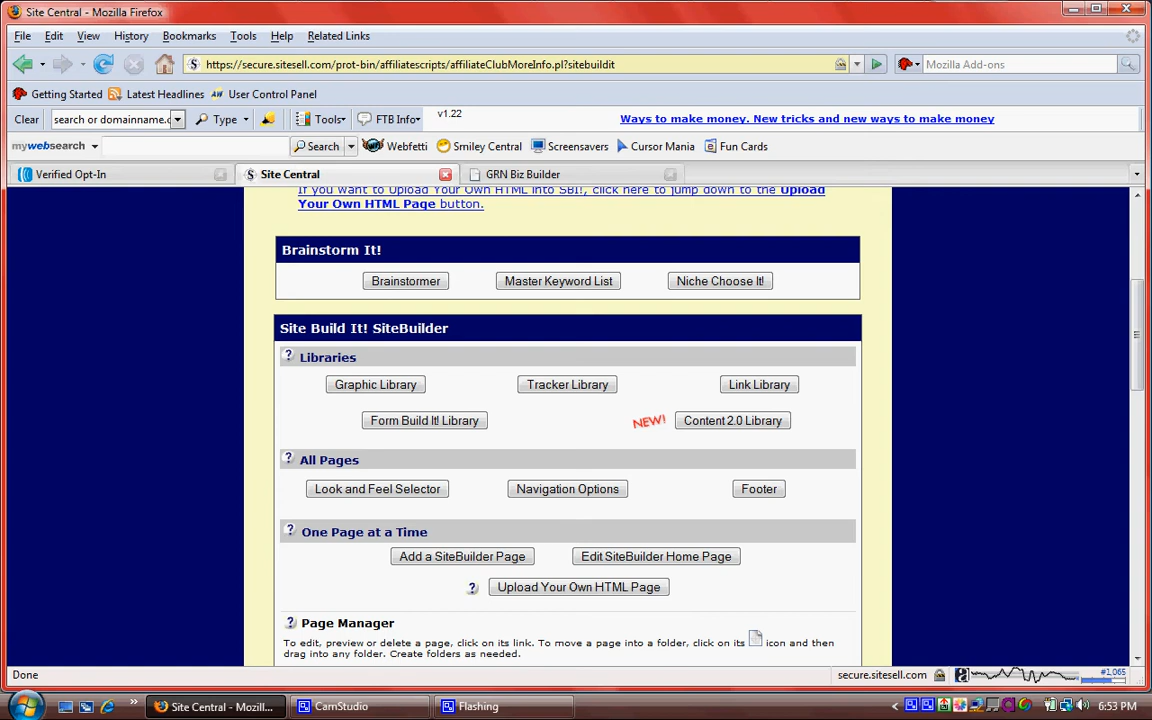 Site Central - Mozilla Firefox
File Edit View History Bookmarks Tools Help Related Links
https://secure.sitesell.com/prot-bin/affiliatescripts/affiliateClubMoreInfo.pl?sitebuildit
Mozilla Add-ons
Getting Started Latest Headlines User Control Panel
Clear search or domainname.c Type Tools FTB Info v1.22 Ways to make money. New tricks and new ways to make money
mywebsearch Search Webfetti Smiley Central Screensavers Cursor Mania Fun Cards
Verified Opt-In Site Central GRN Biz Builder
If you want to Upload Your Own HTML into SBI!, click here to jump down to the Upload
Your Own HTML Page button.
Brainstorm It!
Brainstormer Master Keyword List Niche Choose It!
Site Build It! SiteBuilder
? Libraries
Graphic Library Tracker Library Link Library
Form Build It! Library NEW! Content 2.0 Library
? All Pages
Look and Feel Selector Navigation Options Footer
? One Page at a Time
Add a SiteBuilder Page Edit SiteBuilder Home Page
? Upload Your Own HTML Page
? Page Manager
To edit, preview or delete a page, click on its link. To move a page into a folder, click on its icon and then
drag into any folder. Create folders as needed.
Done secure.sitesell.com #1,065
Site Central - Mozill... CamStudio Flashing 6:53 PM